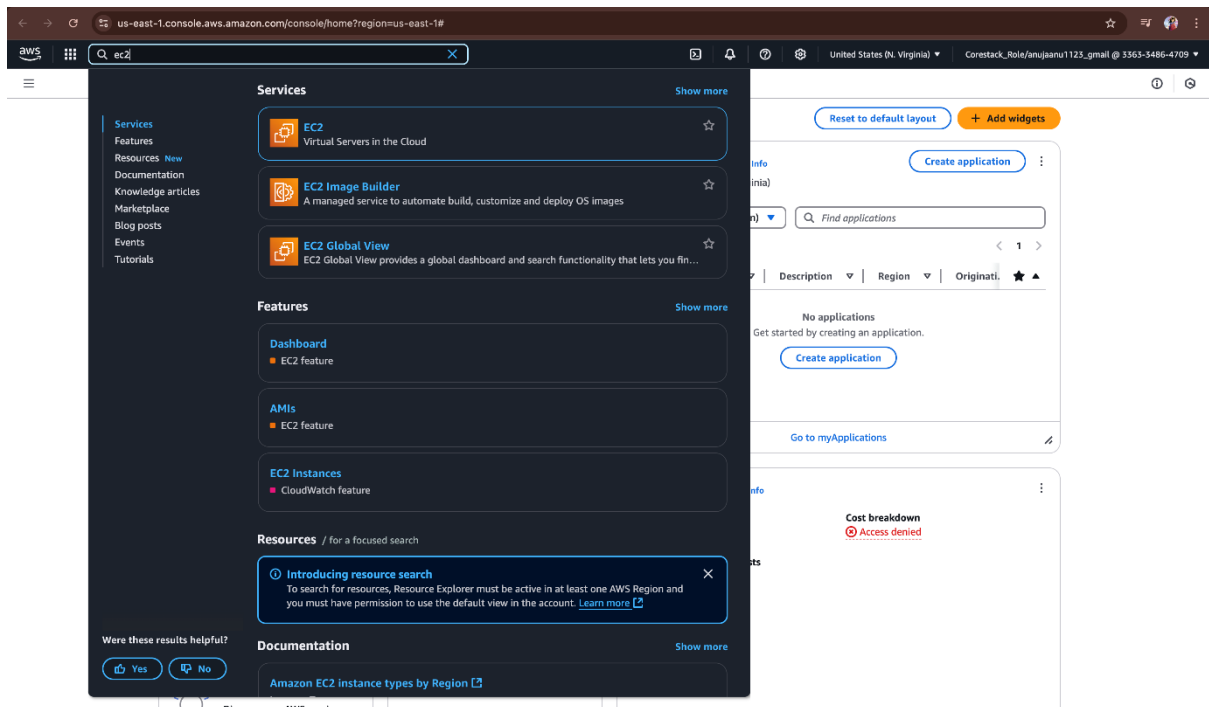 us-east-1.console.aws.amazon.com/console/home?region=us-east-1#
aws
ec2
United States (N. Virginia)
Corestack_Role/anujaanu1123_gmail @ 3363-3486-4709
Services
Features
Resources New
Documentation
Knowledge articles
Marketplace
Blog posts
Events
Tutorials
Were these results helpful?
Yes
No
Services
Show more
EC2
Virtual Servers in the Cloud
EC2 Image Builder
A managed service to automate build, customize and deploy OS images
EC2 Global View
EC2 Global View provides a global dashboard and search functionality that lets you fin...
Features
Show more
Dashboard
EC2 feature
AMIs
EC2 feature
EC2 Instances
CloudWatch feature
Resources / for a focused search
Introducing resource search
To search for resources, Resource Explorer must be active in at least one AWS Region and
you must have permission to use the default view in the account. Learn more
Documentation
Show more
Amazon EC2 instance types by Region
Reset to default layout
+ Add widgets
Info
Create application
inia)
Find applications
1
Description
Region
Originati.
No applications
Get started by creating an application.
Create application
Go to myApplications
nfo
Cost breakdown
Access denied
sts